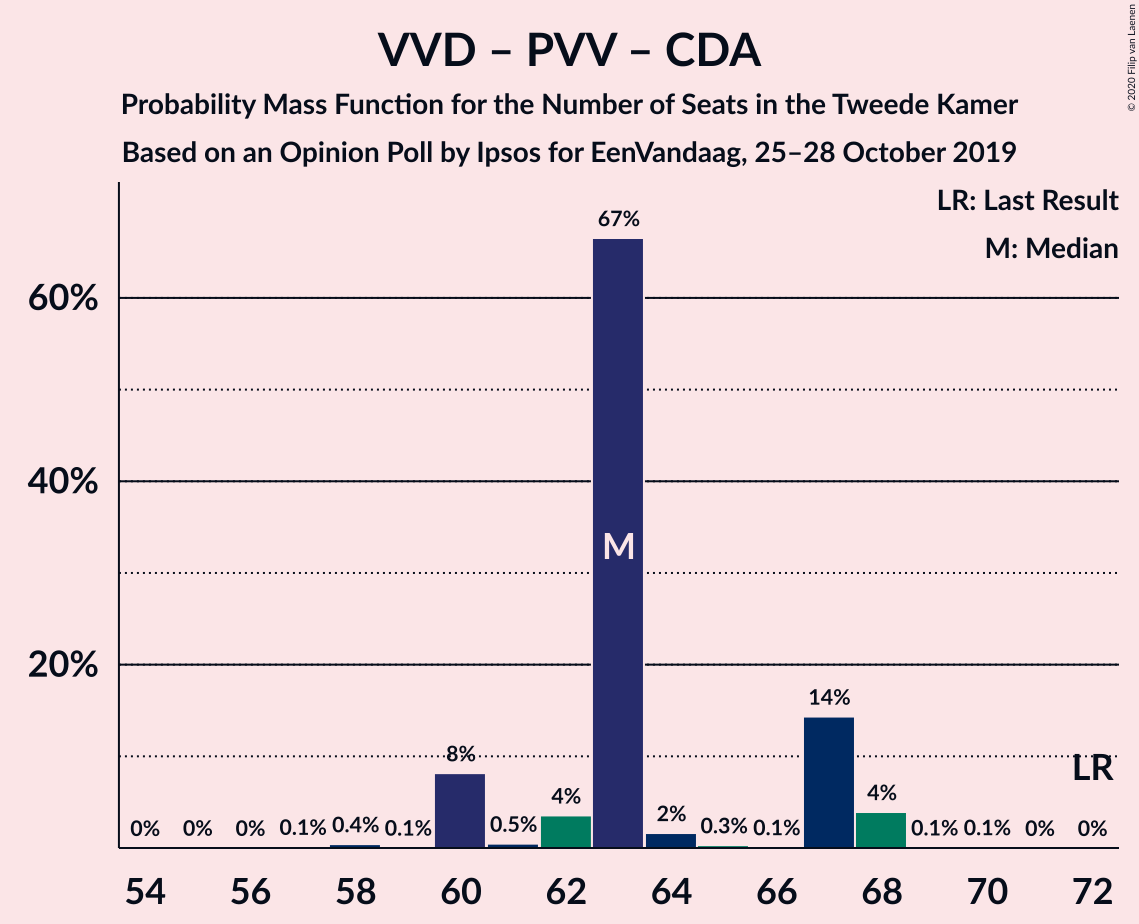 VVD – PVV – CDA
Probability Mass Function for the Number of Seats in the Tweede Kamer
Based on an Opinion Poll by Ipsos for EenVandaag, 25–28 October 2019
© 2020 Filip van Laenen
LR: Last Result
M: Median
60%
40%
20%
0% 0% 0% 0.1% 0.4% 0.1% 8% 0.5% 4% 67% 2% 0.3% 0.1% 14% 4% 0.1% 0.1% 0% 0%
M
LR
54 56 58 60 62 64 66 68 70 72